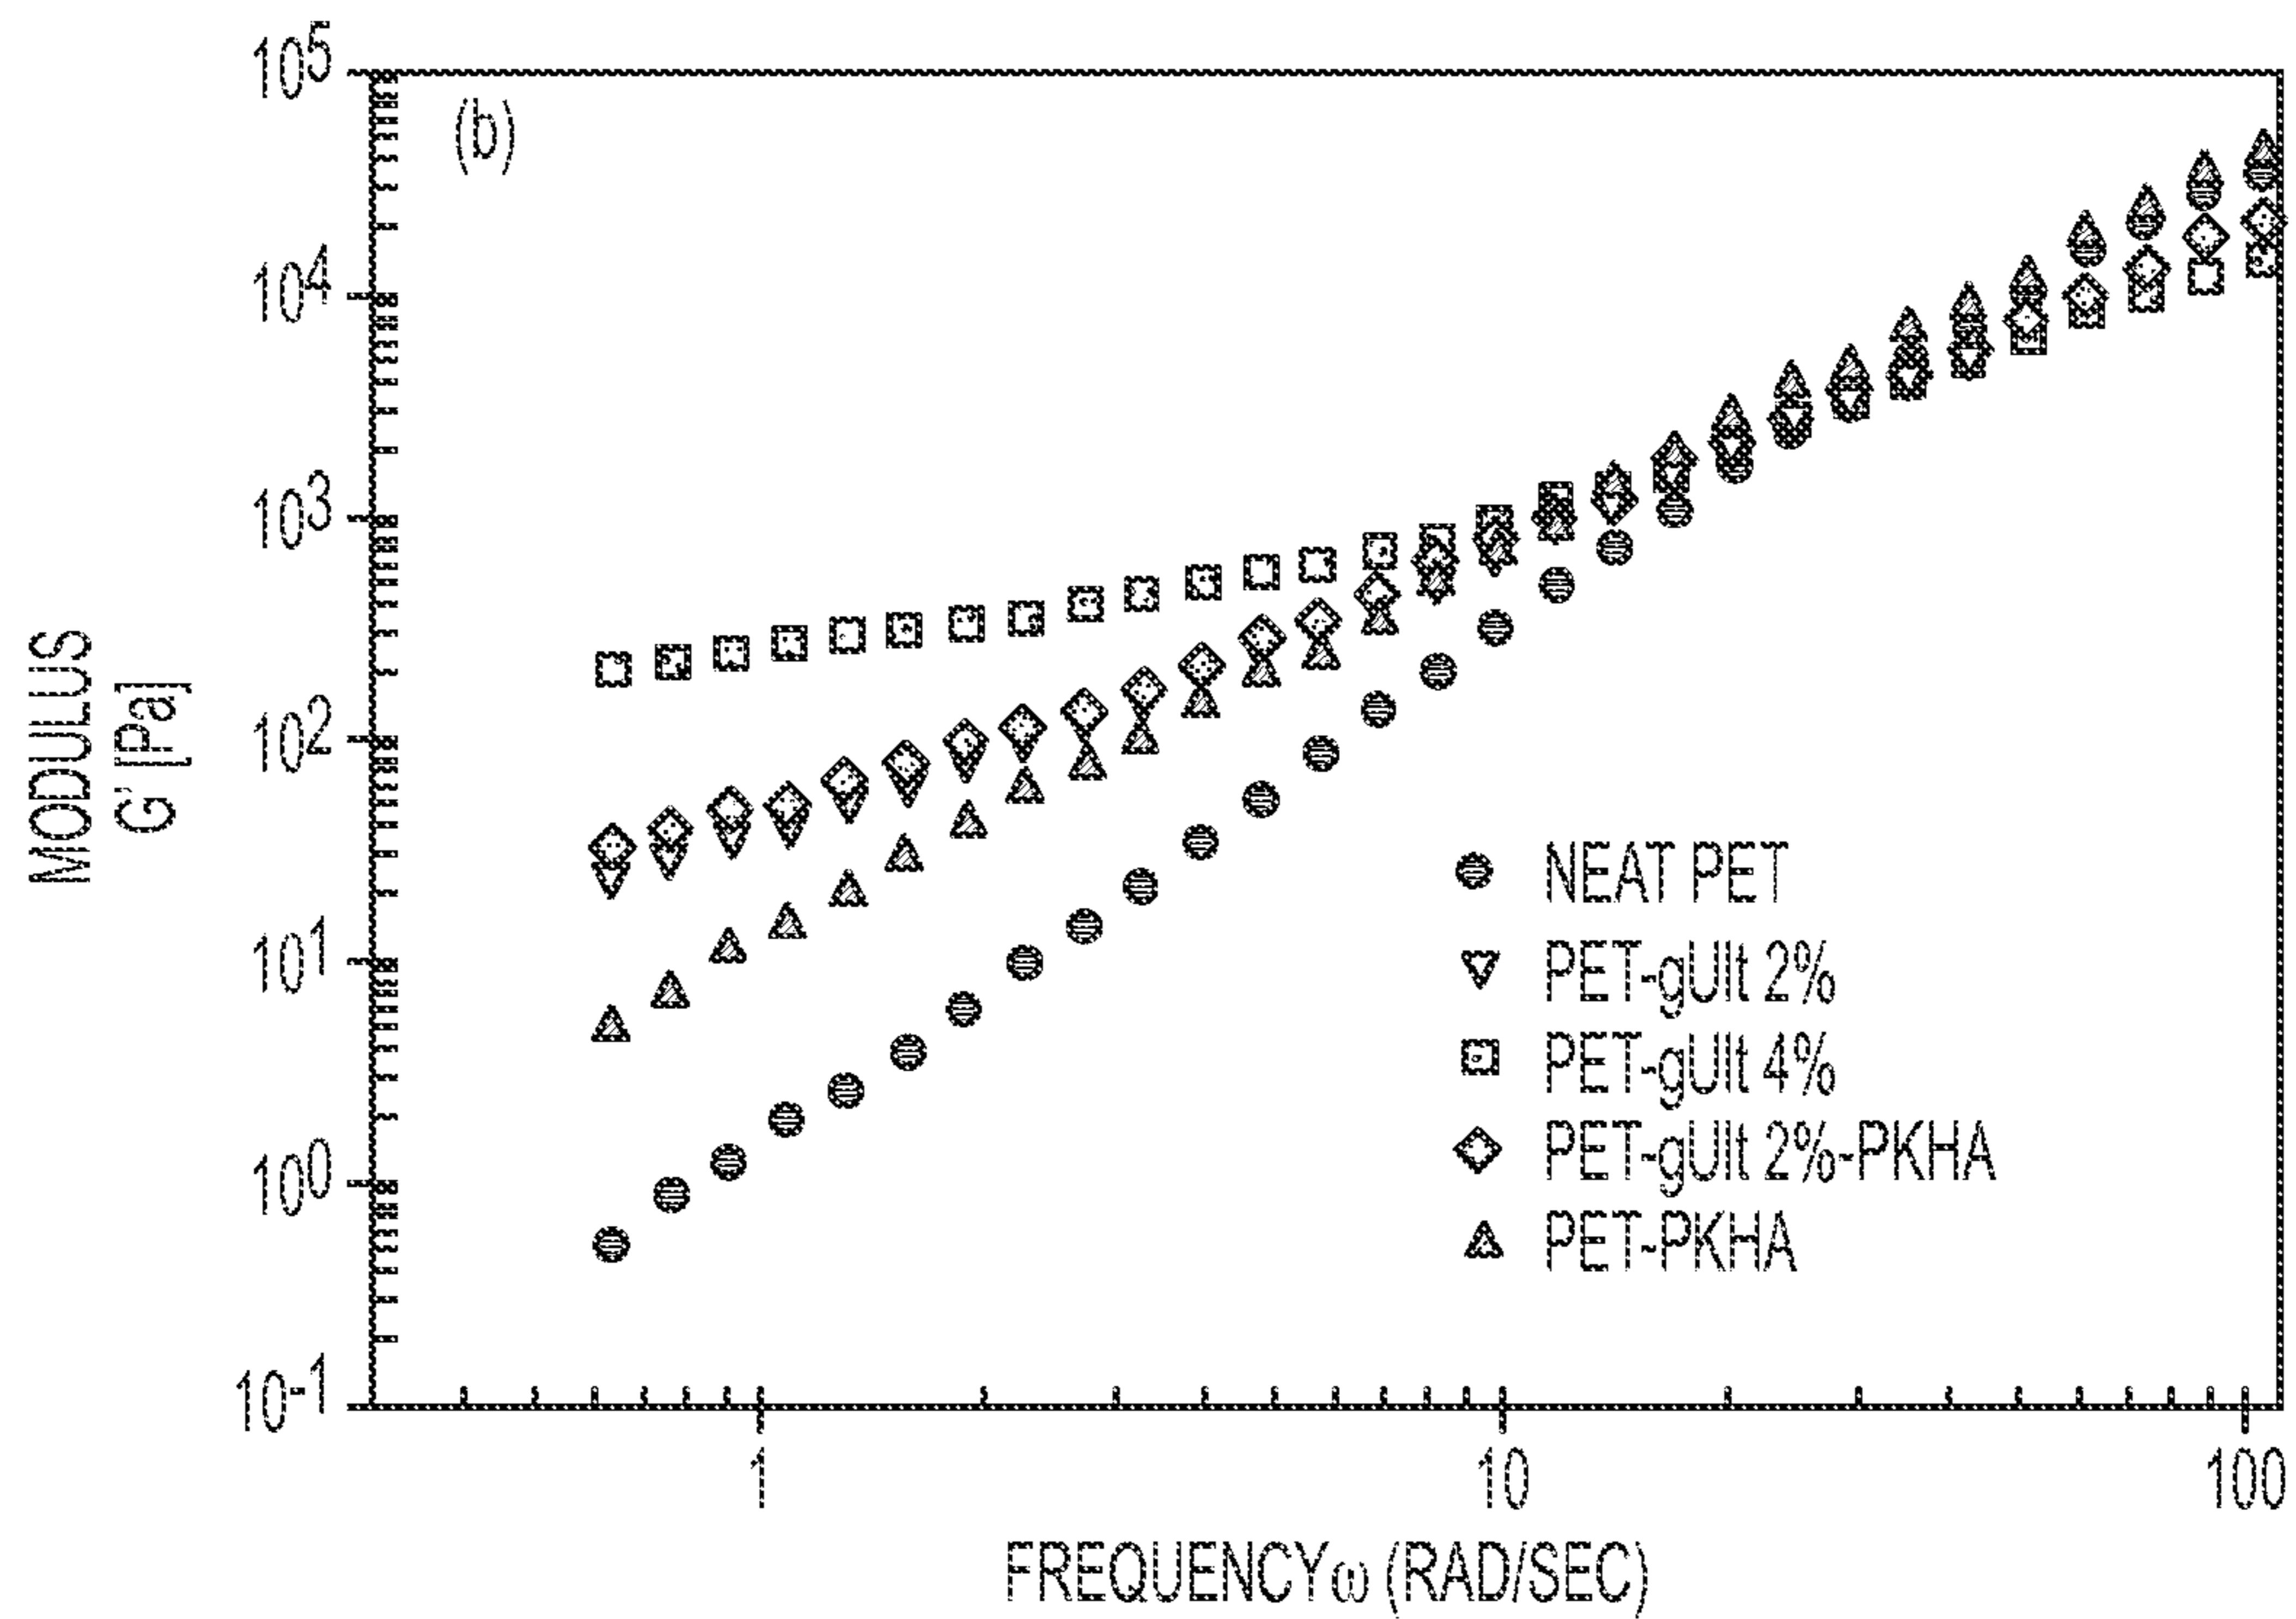 10^5
(b)
10^4
10^3
10^2
10^1
10^0
10^-1
MODULUS
G' [Pa]
NEAT PET
PET-gUlt 2%
PET-gUlt 4%
PET-gUlt 2%-PKHA
PET-PKHA
1 10 100
FREQUENCY ω (RAD/SEC)